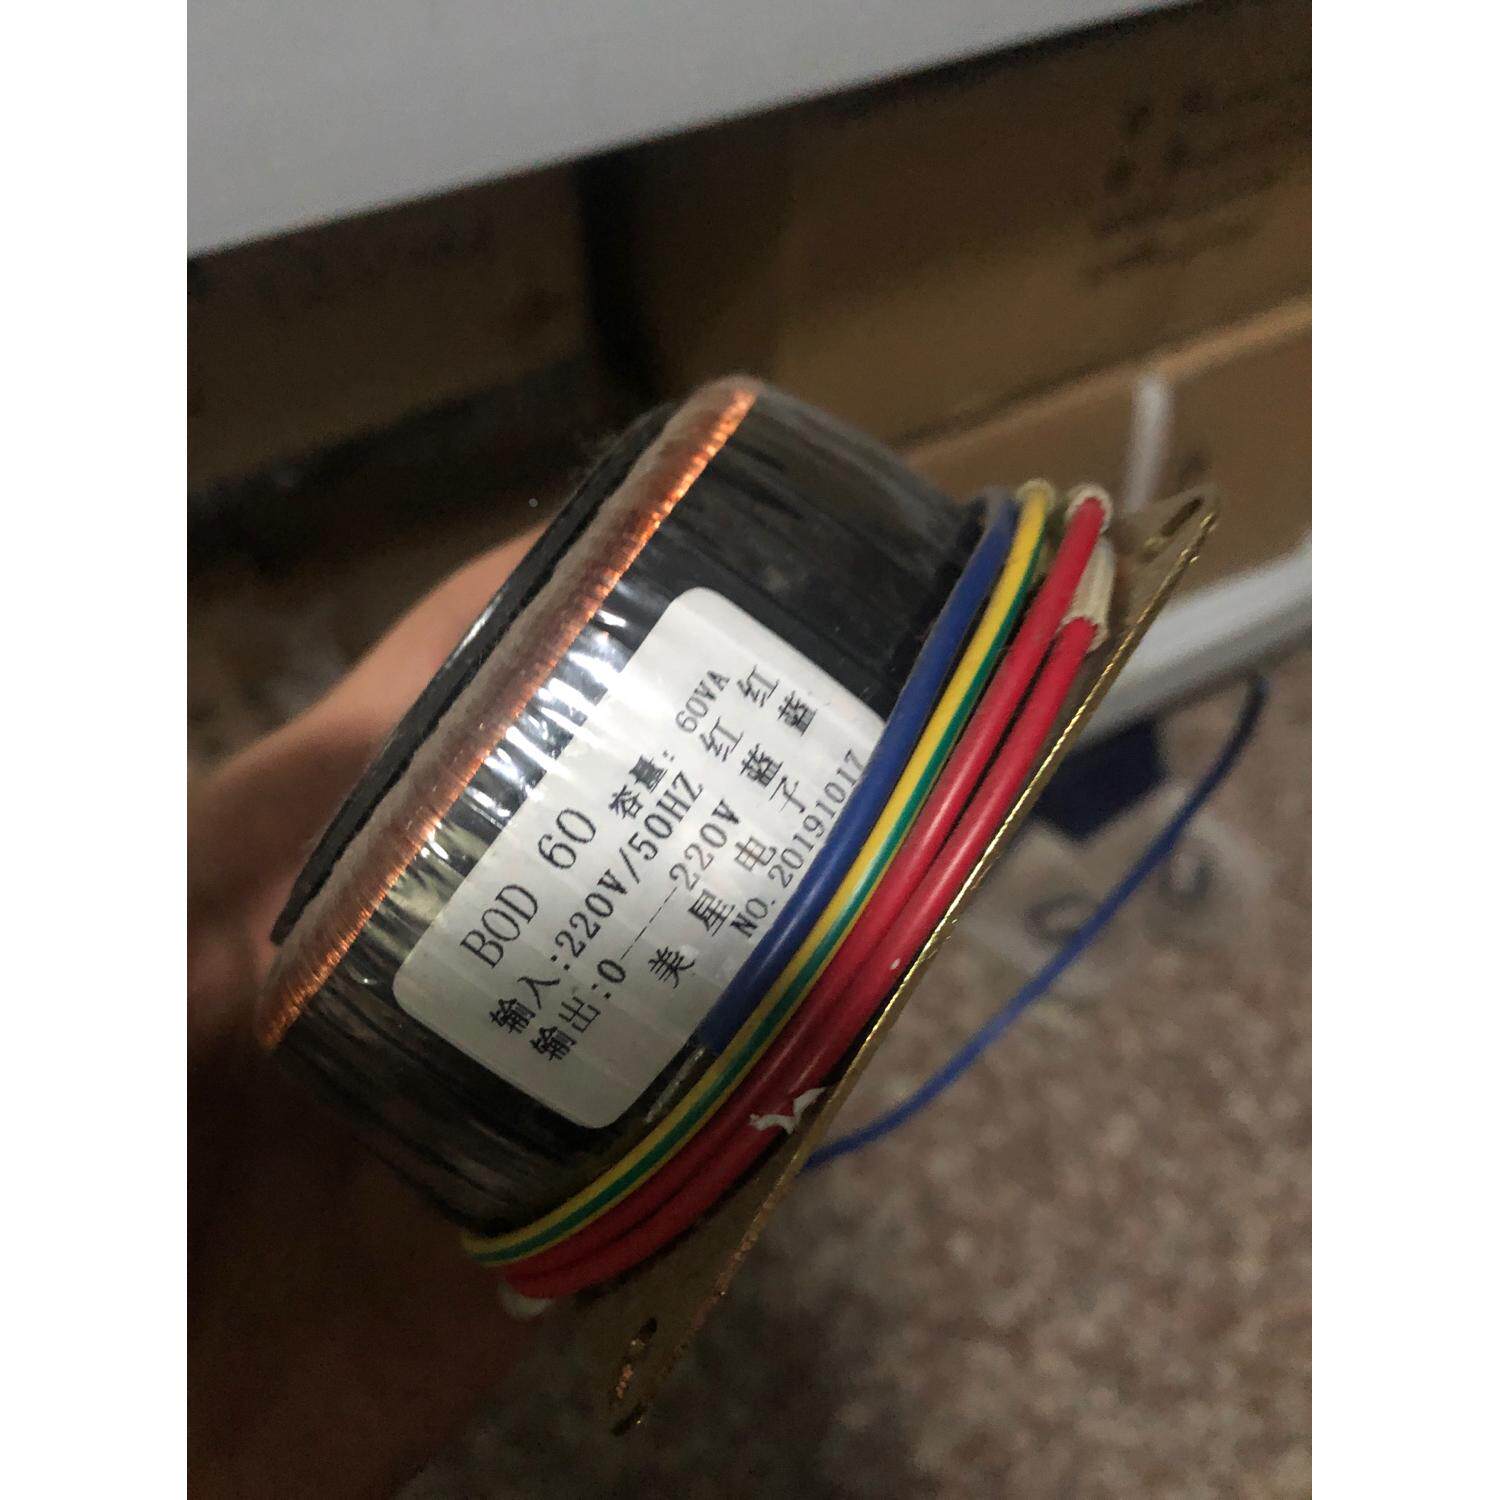 BOD 60 容量: 60VA
输入:220V/50HZ 红 红
输出:0----220V 蓝 蓝
美 星 电 子
NO. 20191017